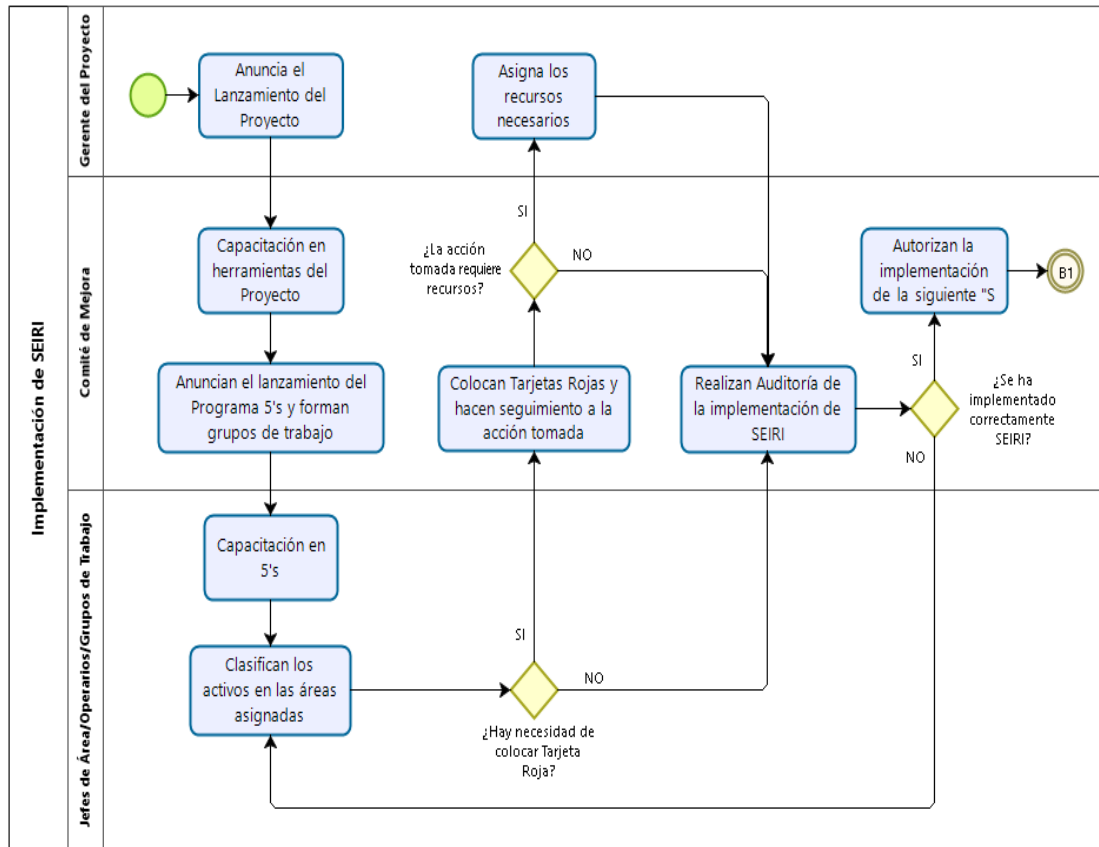 Implementación de SEIRI
Gerente del Proyecto
Anuncia el
Lanzamiento del
Proyecto
Asigna los
recursos
necesarios
Comité de Mejora
Capacitación en
herramientas del
Proyecto
SI
¿La acción
tomada requiere
recursos?
NO
Autorizan la
implementación
de la siguiente "S
B1
Anuncian el lanzamiento del
Programa 5's y forman
grupos de trabajo
Colocan Tarjetas Rojas y
hacen seguimiento a la
acción tomada
Realizan Auditoría de
la implementación de
SEIRI
SI
¿Se ha
implementado
correctamente
SEIRI?
NO
Jefes de Área/Operarios/Grupos de Trabajo
Capacitación en
5's
Clasifican los
activos en las áreas
asignadas
SI
NO
¿Hay necesidad de
colocar Tarjeta
Roja?